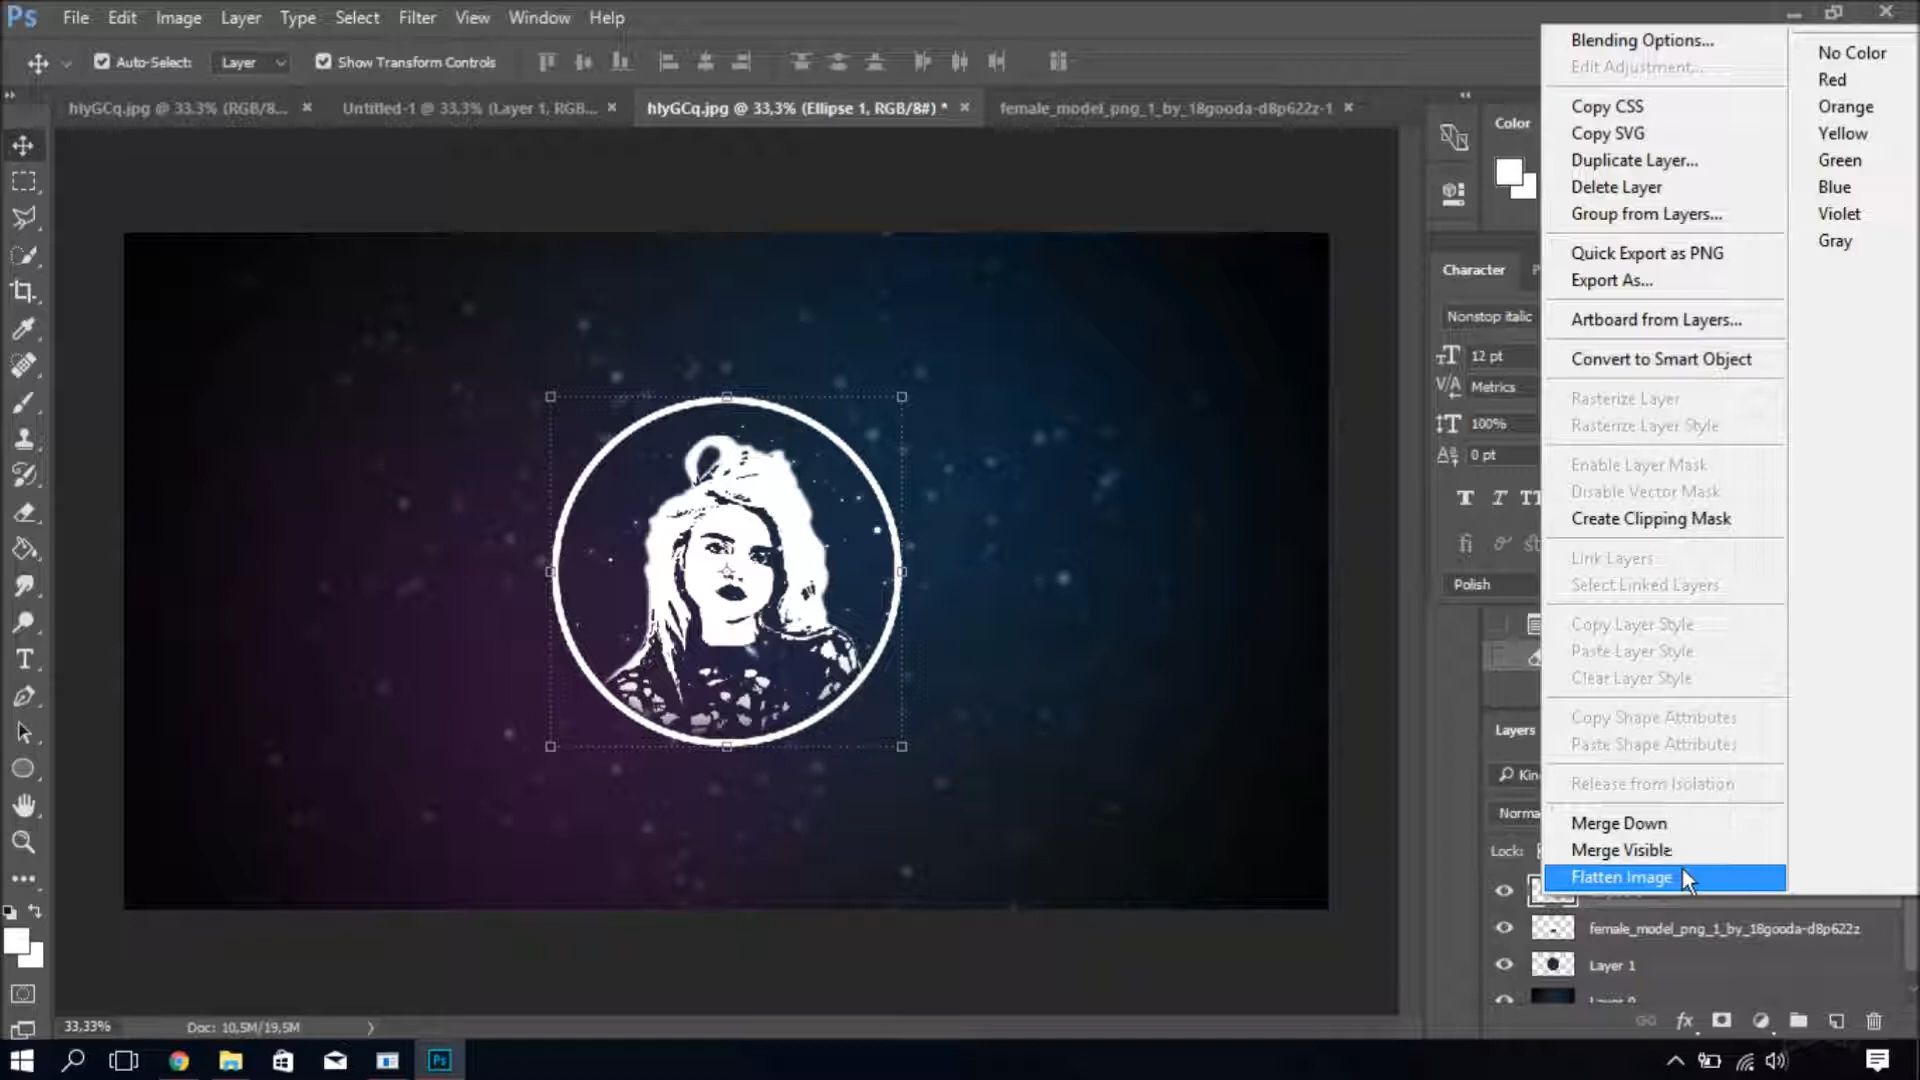 Ps File Edit Image Layer Type Select Filter View Window Help
Auto-Select: Layer Show Transform Controls
hlyGCq.jpg @ 33.3% (RGB/8... × Untitled-1 @ 33,3% (Layer 1, RGB... × hlyGCq.jpg @ 33,3% (Ellipse 1, RGB/8#) * × female_model_png_1_by_18gooda-d8p622z-1 ×
Color
Character
Nonstop italic
12 pt
Metrics
100%
0 pt
T T TT
fi st
Polish
Layers
Kin
Norma
Lock:
Blending Options...
Edit Adjustment...
Copy CSS
Copy SVG
Duplicate Layer...
Delete Layer
Group from Layers...
Quick Export as PNG
Export As...
Artboard from Layers...
Convert to Smart Object
Rasterize Layer
Rasterize Layer Style
Enable Layer Mask
Disable Vector Mask
Create Clipping Mask
Link Layers
Select Linked Layers
Copy Layer Style
Paste Layer Style
Clear Layer Style
Copy Shape Attributes
Paste Shape Attributes
Release from Isolation
Merge Down
Merge Visible
Flatten Image
No Color
Red
Orange
Yellow
Green
Blue
Violet
Gray
female_model_png_1_by_18gooda-d8p622z
Layer 1
33,33% Doc: 10,5M/19,5M
fx
Ps